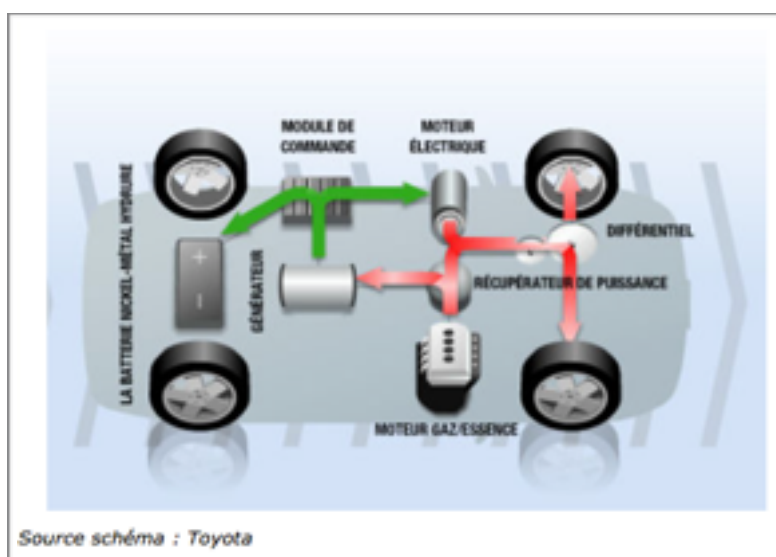 MODULE DE
COMMANDE
MOTEUR
ÉLECTRIQUE
LA BATTERIE NICKEL-MÉTAL HYDRURE
GÉNÉRATEUR
DIFFÉRENTIEL
RÉCUPÉRATEUR DE PUISSANCE
MOTEUR GAZ/ESSENCE
Source schéma : Toyota